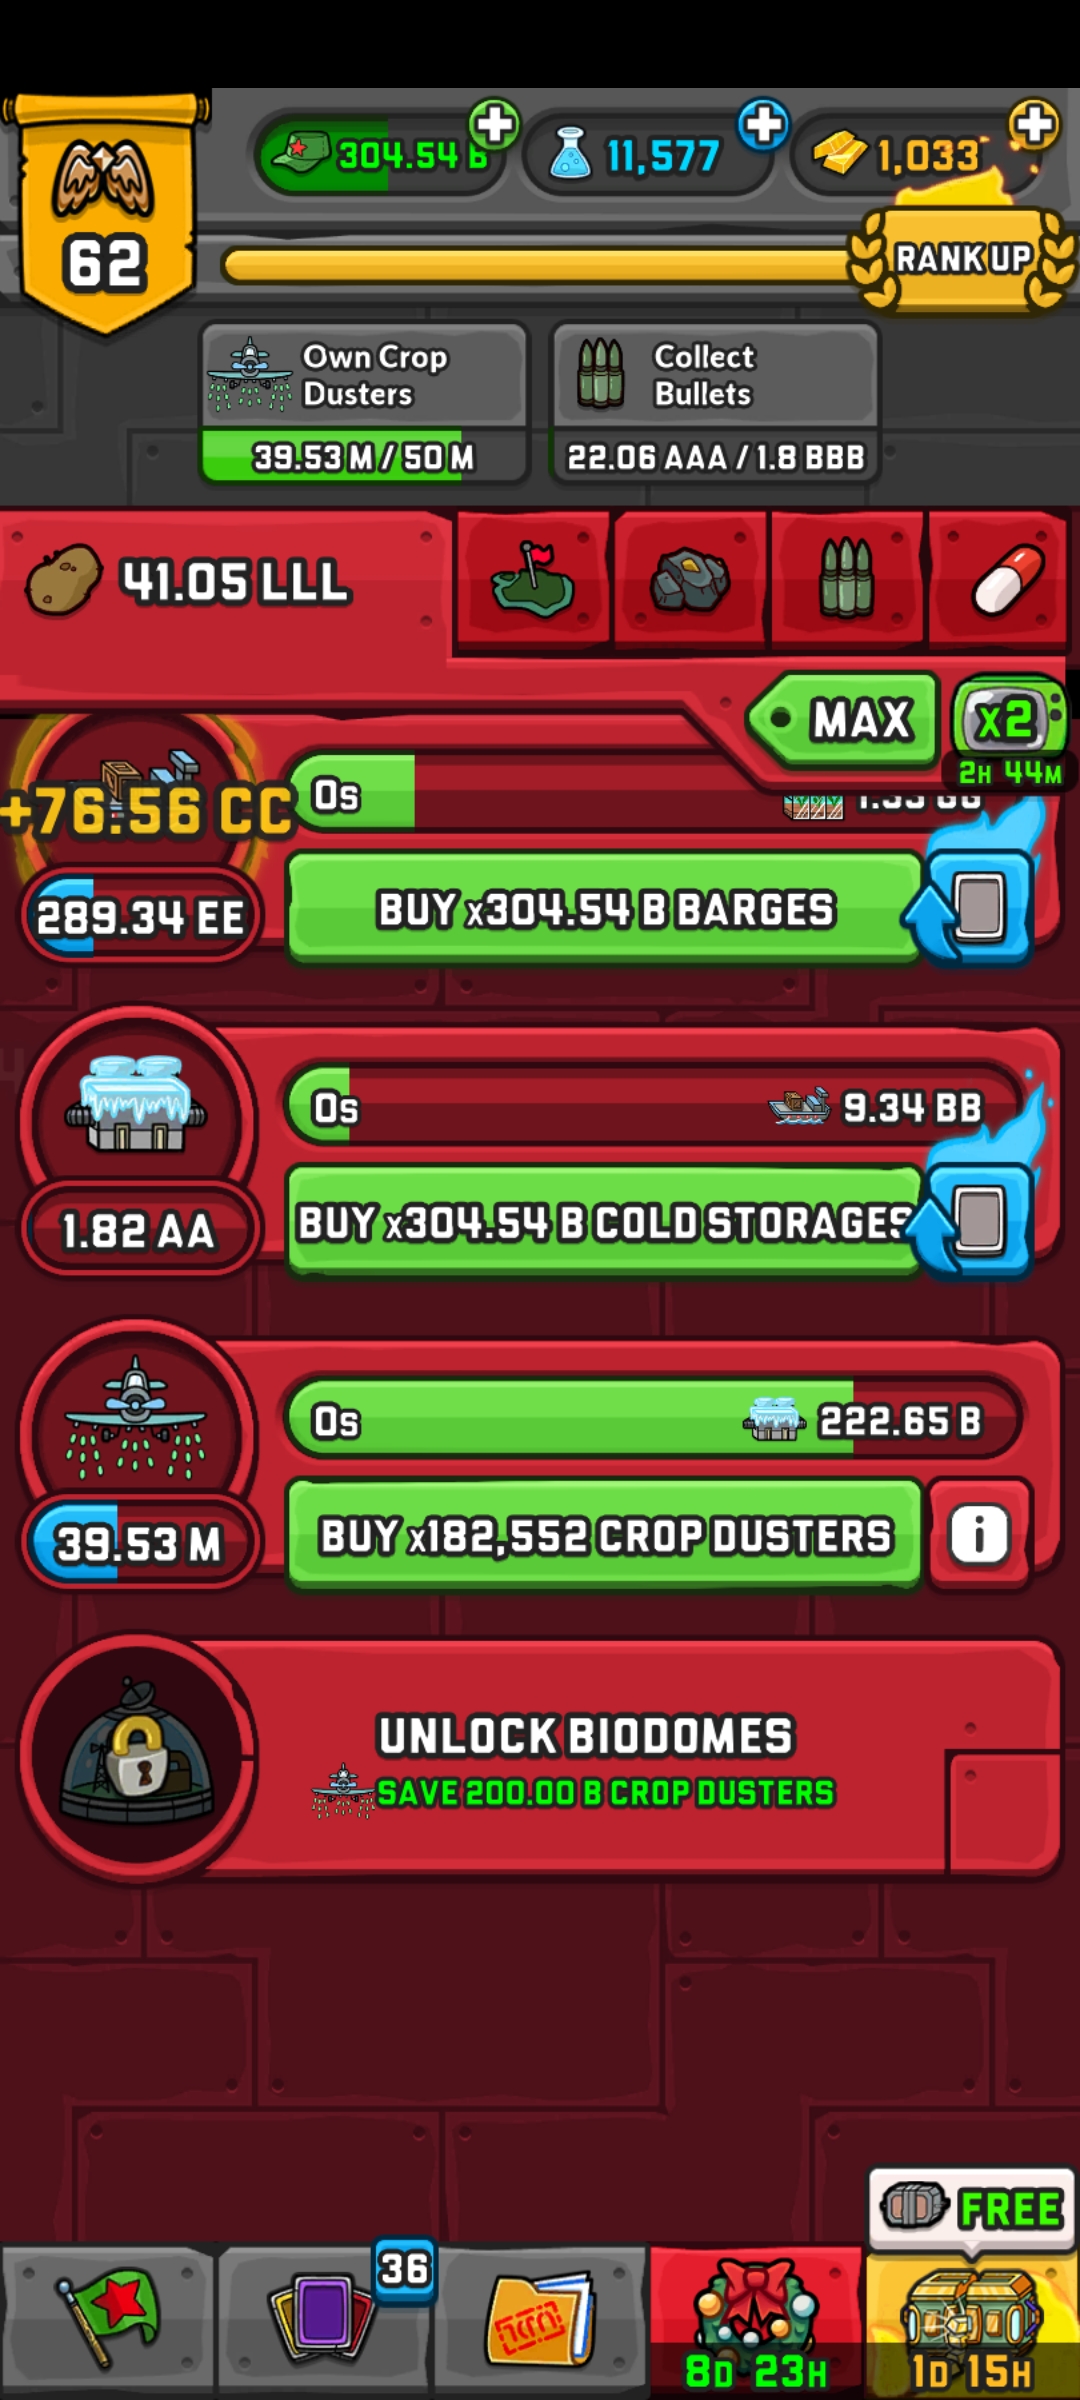 304.54 B
11,577
1,033
62
RANK UP
Own Crop
Dusters
39.53 M / 50 M
Collect
Bullets
22.06 AAA / 1.8 BBB
41.05 LLL
MAX
x2
2H 44M
+76.56 CC
0s
289.34 EE
BUY x304.54 B BARGES
0s
9.34 BB
1.82 AA
BUY x304.54 B COLD STORAGES
0s
222.65 B
39.53 M
BUY x182,552 CROP DUSTERS
i
UNLOCK BIODOMES
SAVE 200.00 B CROP DUSTERS
FREE
36
8D 23H
1D 15H